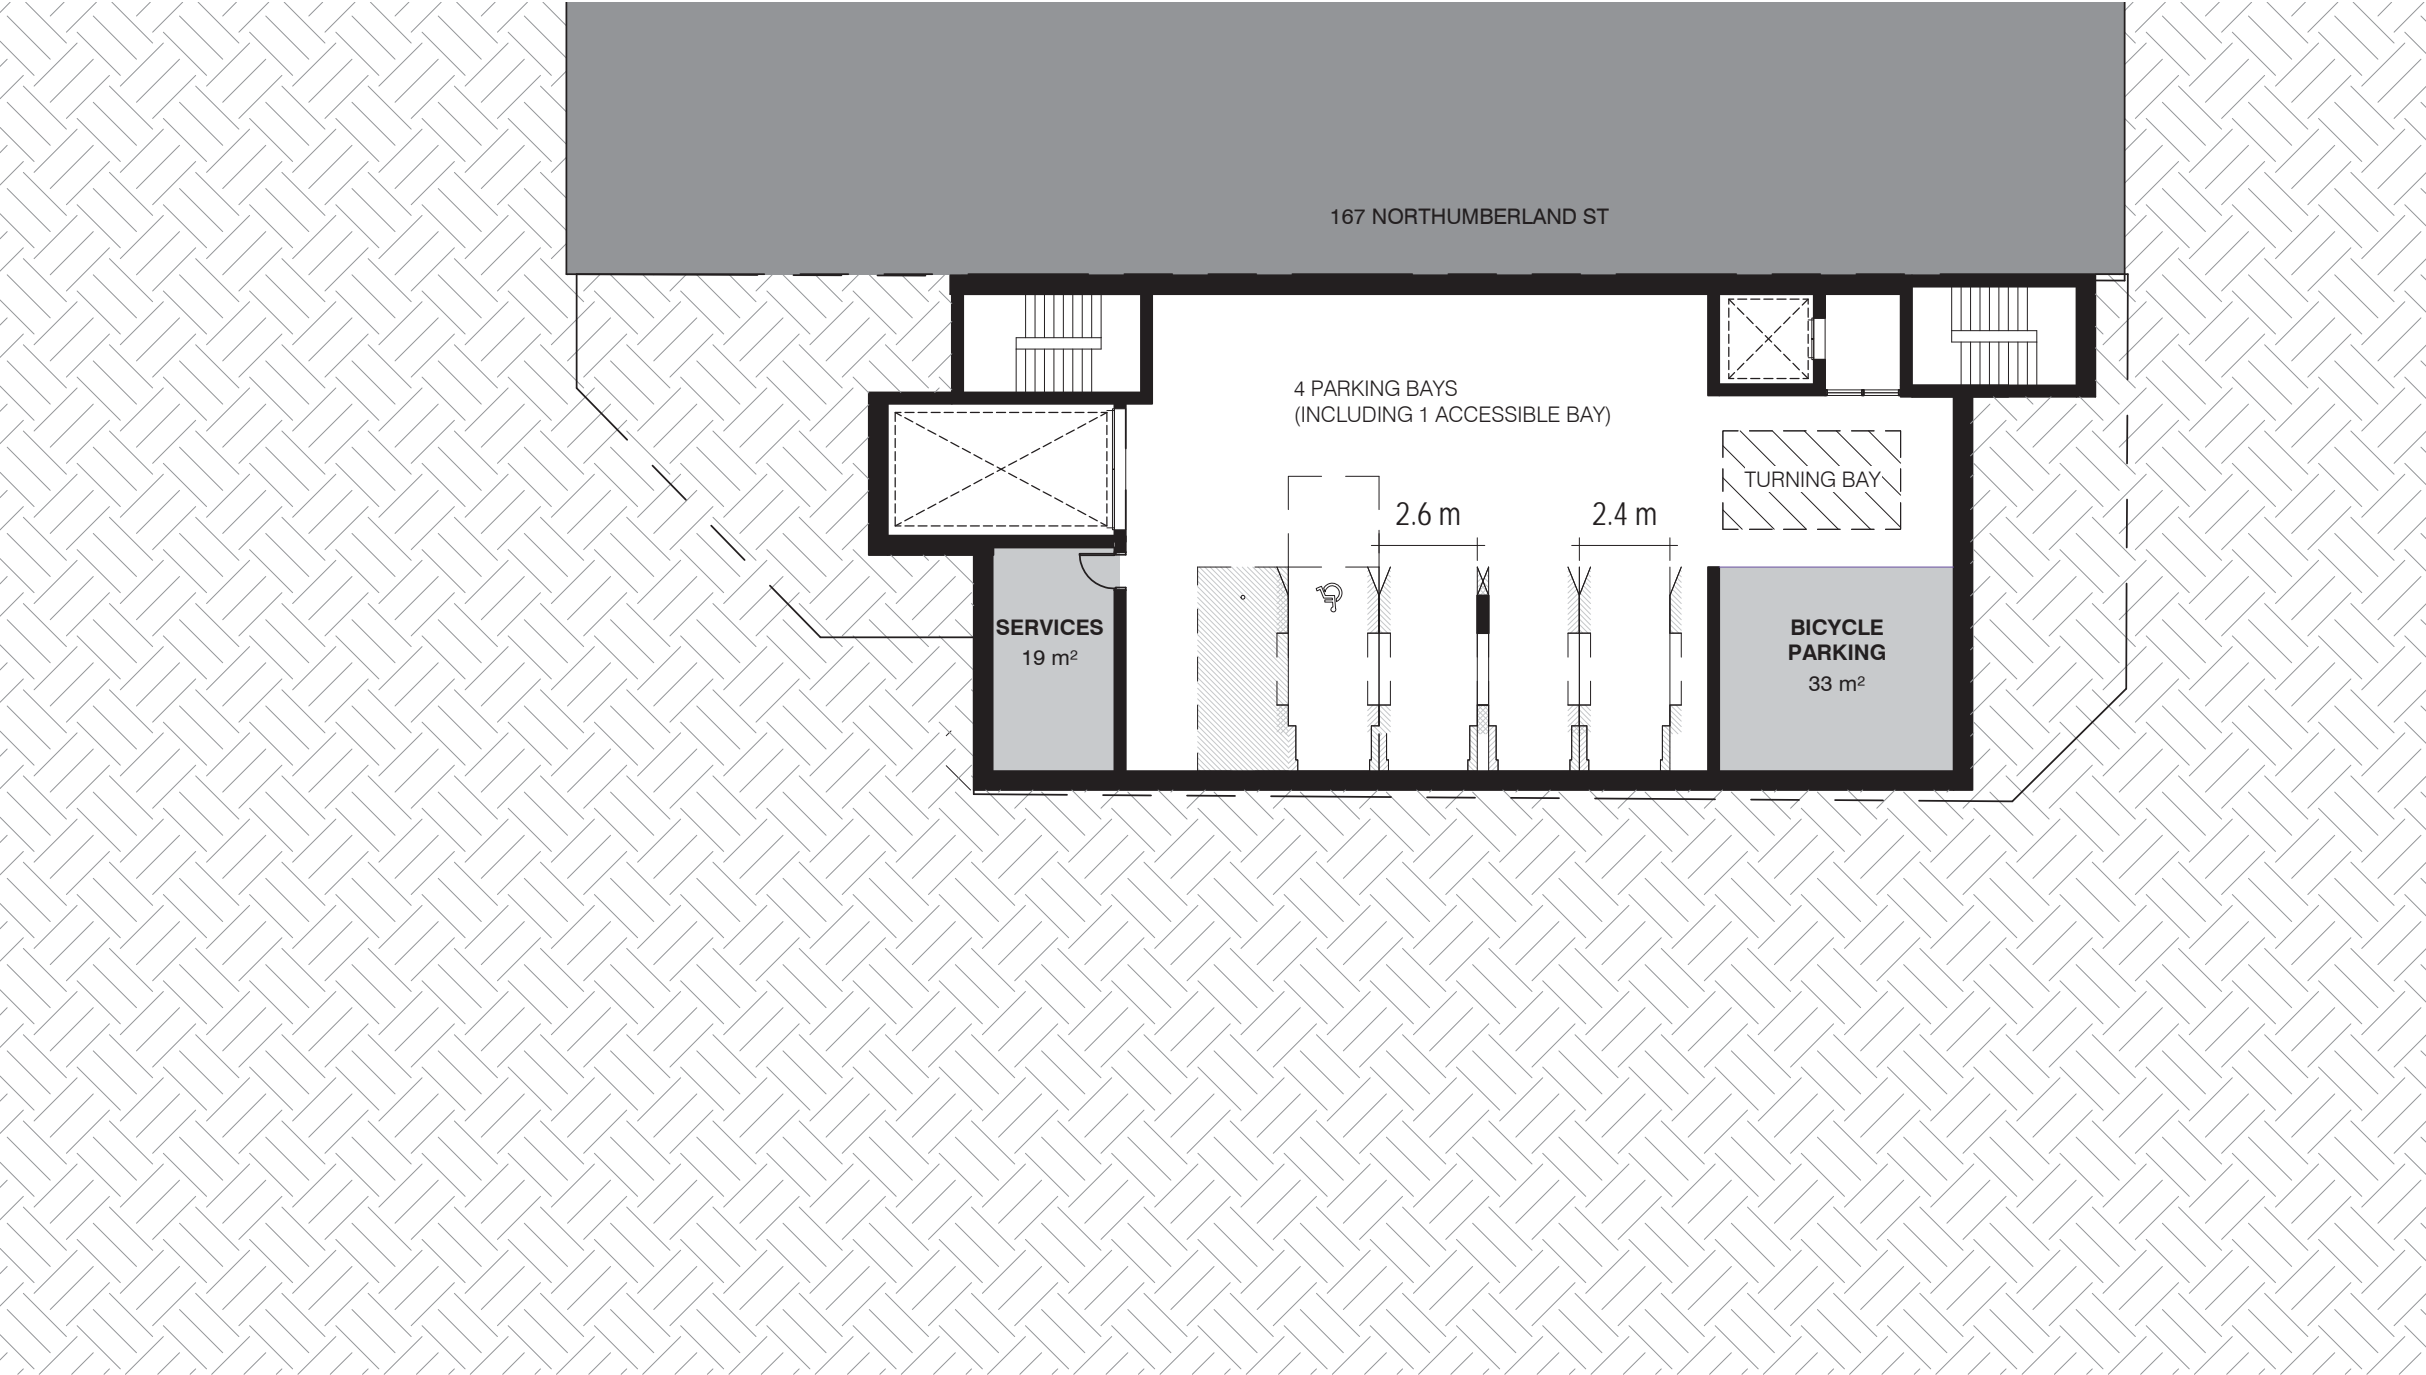 167 NORTHUMBERLAND ST
4 PARKING BAYS
(INCLUDING 1 ACCESSIBLE BAY)
TURNING BAY
2.6 m
2.4 m
SERVICES
19 m²
BICYCLE
PARKING
33 m²